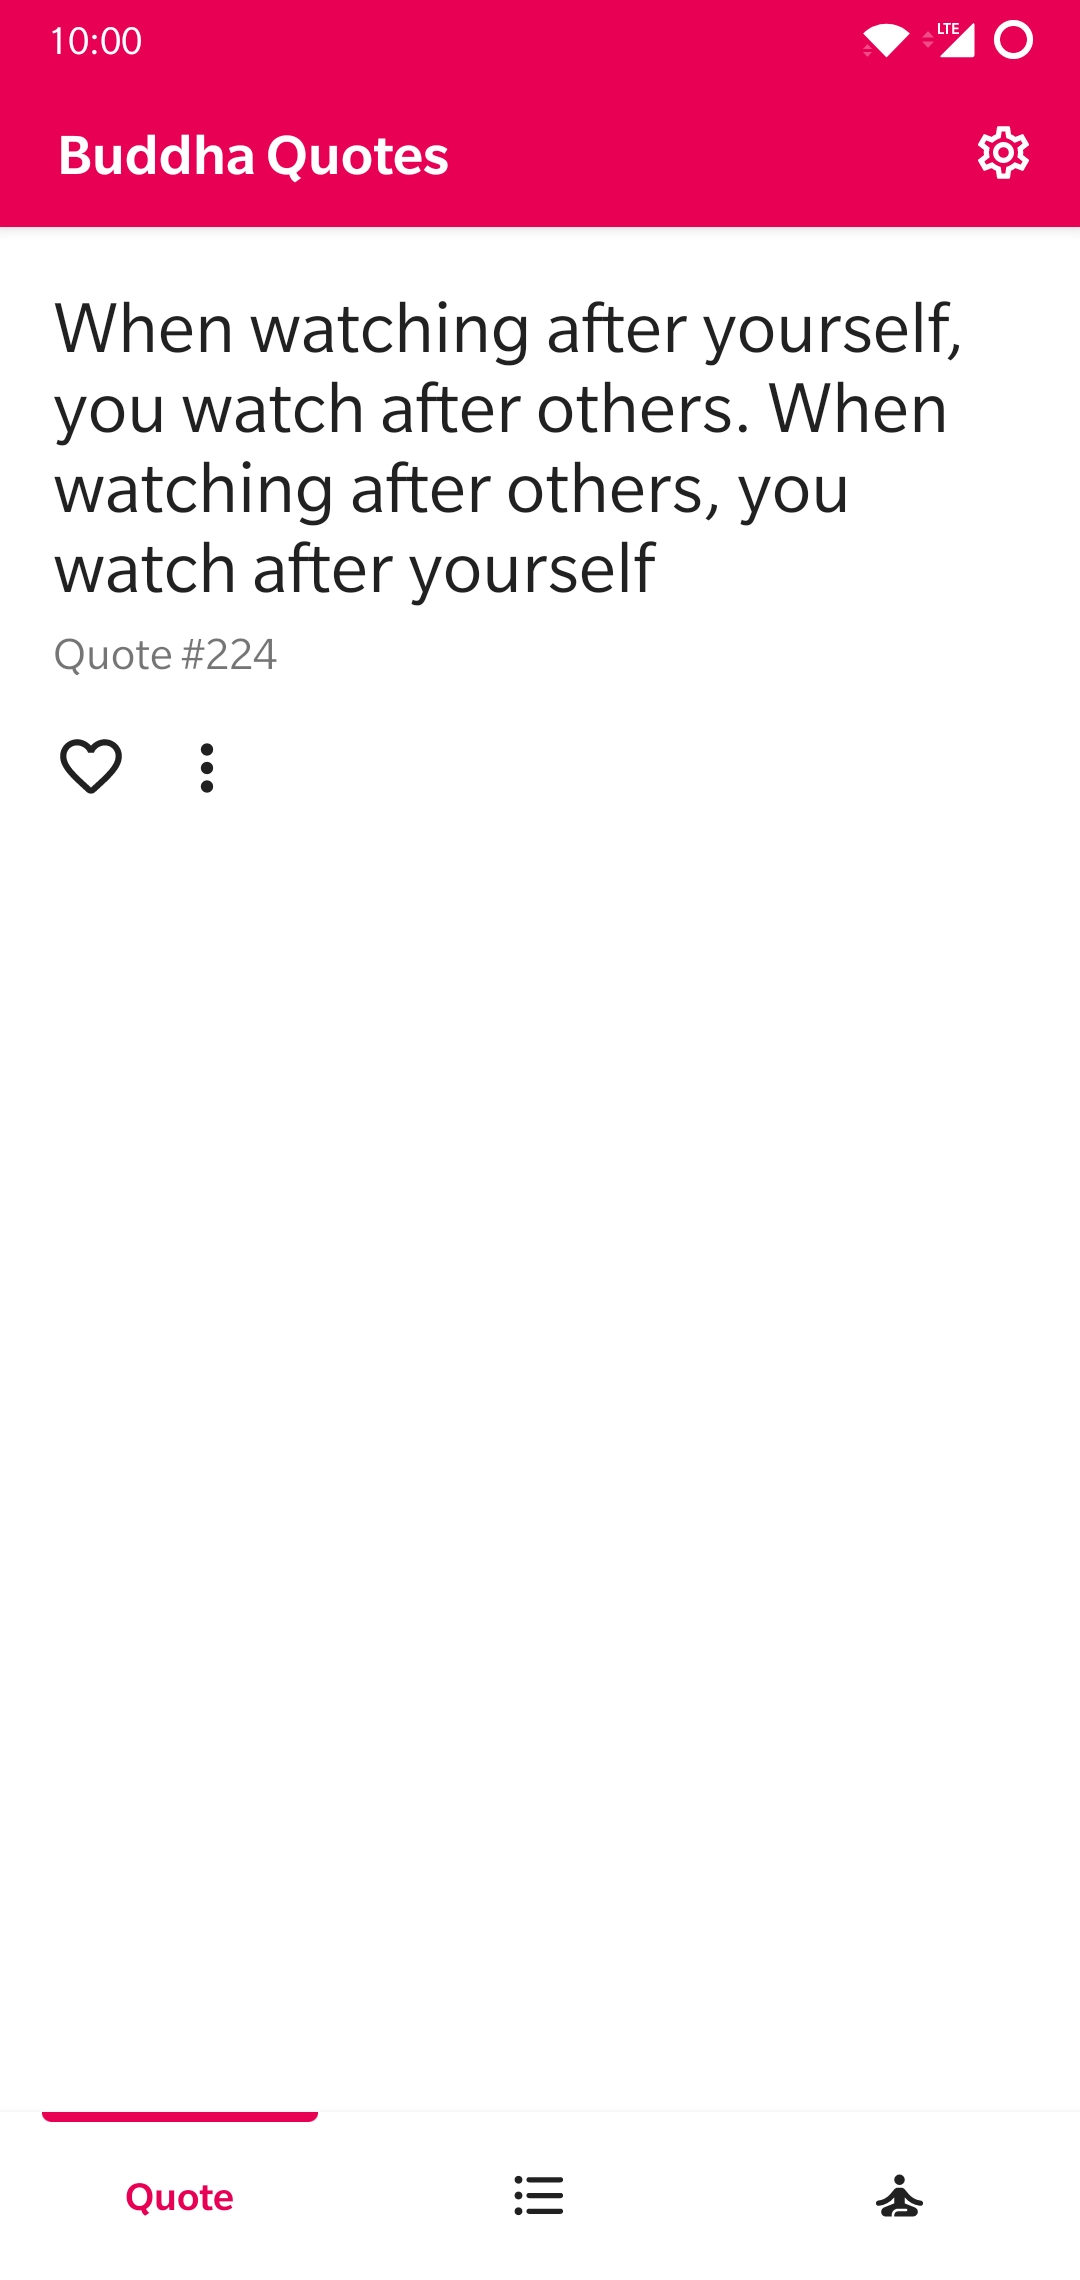 10:00
LTE
Buddha Quotes
When watching after yourself,
you watch after others. When
watching after others, you
watch after yourself
Quote #224
Quote